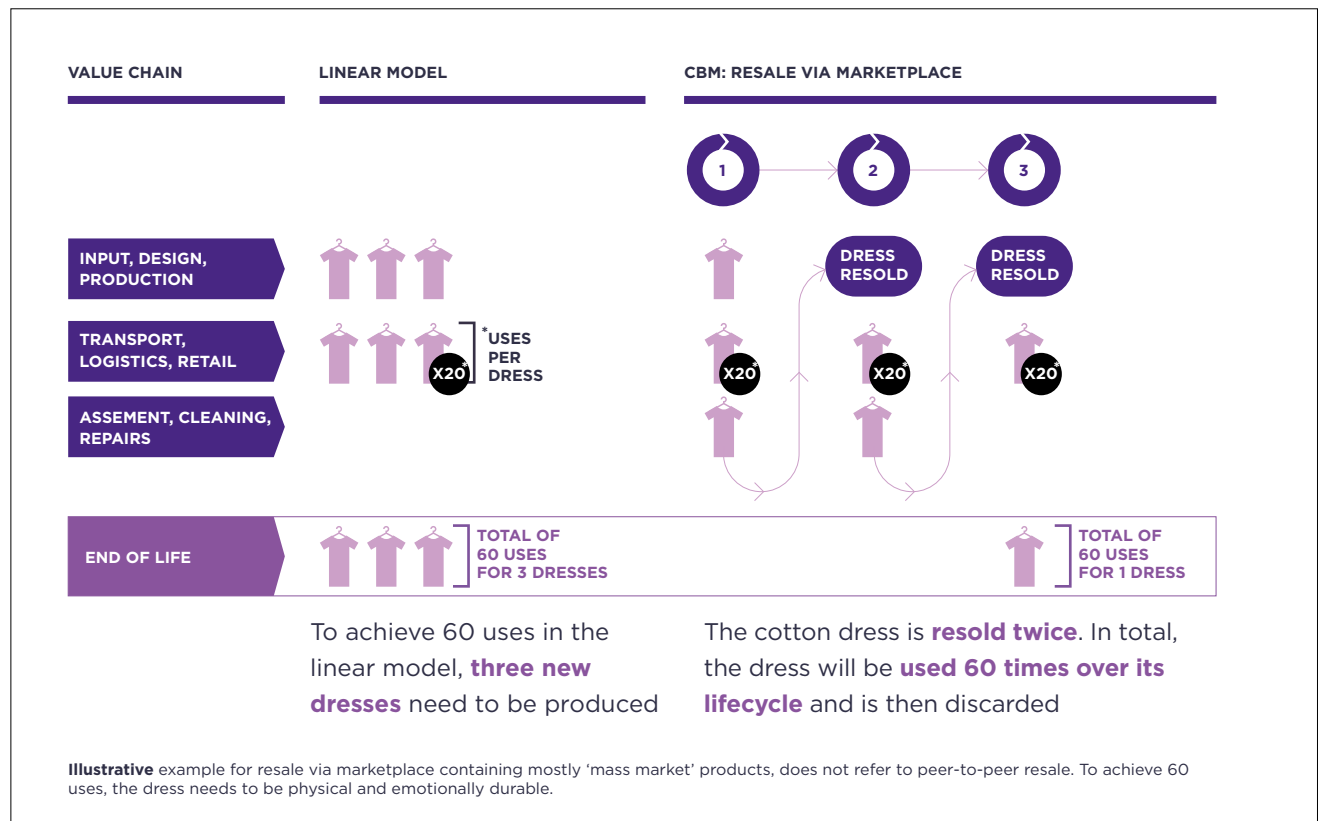 VALUE CHAIN
LINEAR MODEL
CBM: RESALE VIA MARKETPLACE
1
2
3
INPUT, DESIGN,
PRODUCTION
DRESS
RESOLD
DRESS
RESOLD
TRANSPORT,
LOGISTICS, RETAIL
X20*
*USES
PER
DRESS
X20*
X20*
X20*
ASSEMENT, CLEANING,
REPAIRS
END OF LIFE
TOTAL OF
60 USES
FOR 3 DRESSES
TOTAL OF
60 USES
FOR 1 DRESS
To achieve 60 uses in the
linear model, three new
dresses need to be produced
The cotton dress is resold twice. In total,
the dress will be used 60 times over its
lifecycle and is then discarded
Illustrative example for resale via marketplace containing mostly ‘mass market’ products, does not refer to peer-to-peer resale. To achieve 60
uses, the dress needs to be physical and emotionally durable.